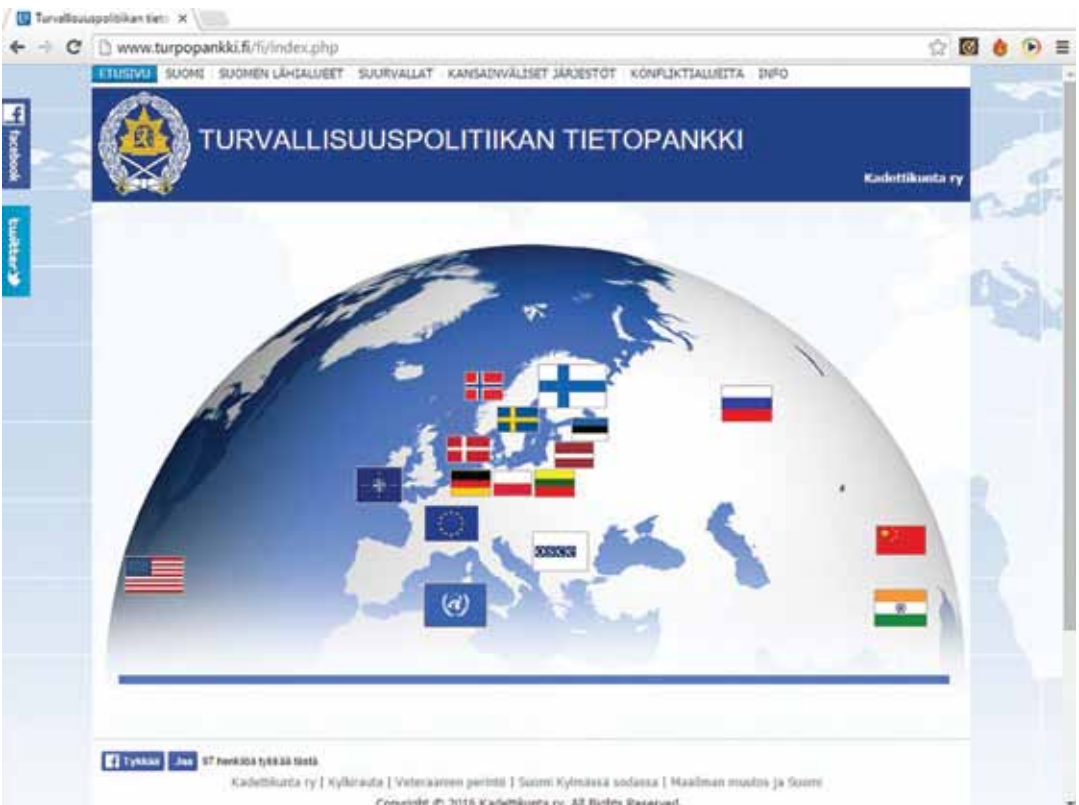 Turvallisuuspolitiikan tiet
www.turpopankki.fi/fi/index.php
ETUSIVU SUOMI SUOMEN LÄHIALUEET SUURVALLAT KANSAINVÄLISET JÄRJESTÖT KONFLIKTIALUEITA INFO
facebook
TURVALLISUUSPOLITIIKAN TIETOPANKKI
Kadettikunta ry
twitter
OSCE
Tykkää Jaa 97 henkilöä tykkää tästä
Kadettikunta ry | Kylkirauta | Veteraanien perintö | Suomi Kylmässä sodassa | Maailman muutos ja Suomi
Copyright © 2016 Kadettikunta ry. All Rights Reserved.